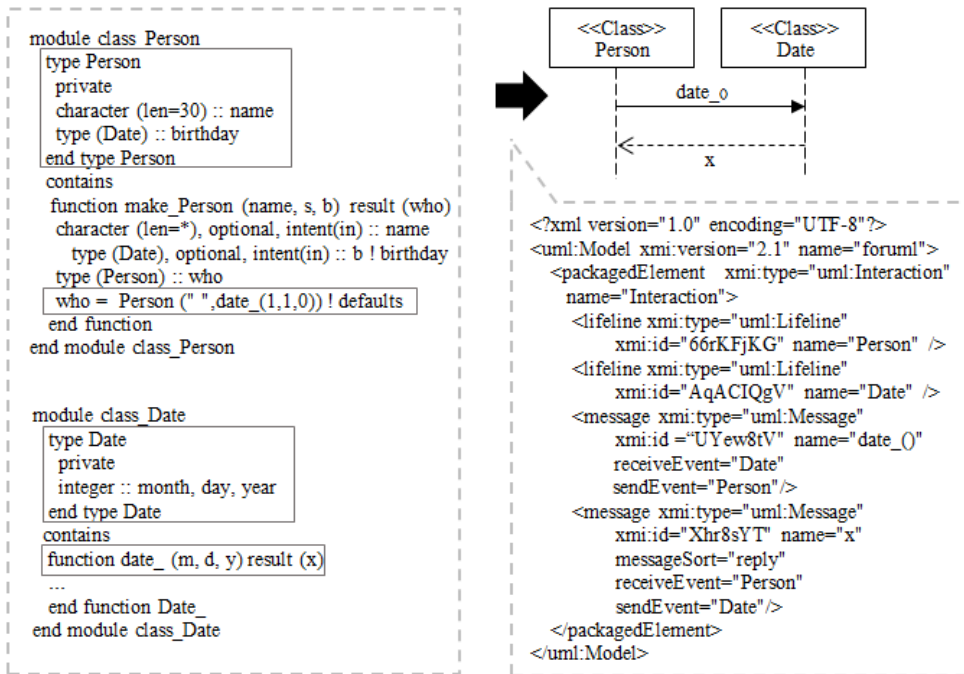 module class_Person
type Person
private
character (len=30) :: name
type (Date) :: birthday
end type Person
contains
function make_Person (name, s, b) result (who)
character (len=*), optional, intent(in) :: name
type (Date), optional, intent(in) :: b ! birthday
type (Person) :: who
who = Person (" ",date_(1,1,0)) ! defaults
end function
end module class_Person
module class_Date
type Date
private
integer :: month, day, year
end type Date
contains
function date_ (m, d, y) result (x)
...
end function Date_
end module class_Date
<<Class>>
Person
<<Class>>
Date
date_()
x
<?xml version="1.0" encoding="UTF-8"?>
<uml:Model xmi:version="2.1" name="foruml">
<packagedElement xmi:type="uml:Interaction"
name="Interaction">
<lifeline xmi:type="uml:Lifeline"
xmi:id="66rKFjKG" name="Person" />
<lifeline xmi:type="uml:Lifeline"
xmi:id="AqACIQgV" name="Date" />
<message xmi:type="uml:Message"
xmi:id =“UYew8tV" name="date_()"
receiveEvent="Date"
sendEvent="Person"/>
<message xmi:type="uml:Message"
xmi:id="Xhr8sYT" name="x"
messageSort="reply"
receiveEvent="Person"
sendEvent="Date"/>
</packagedElement>
</uml:Model>